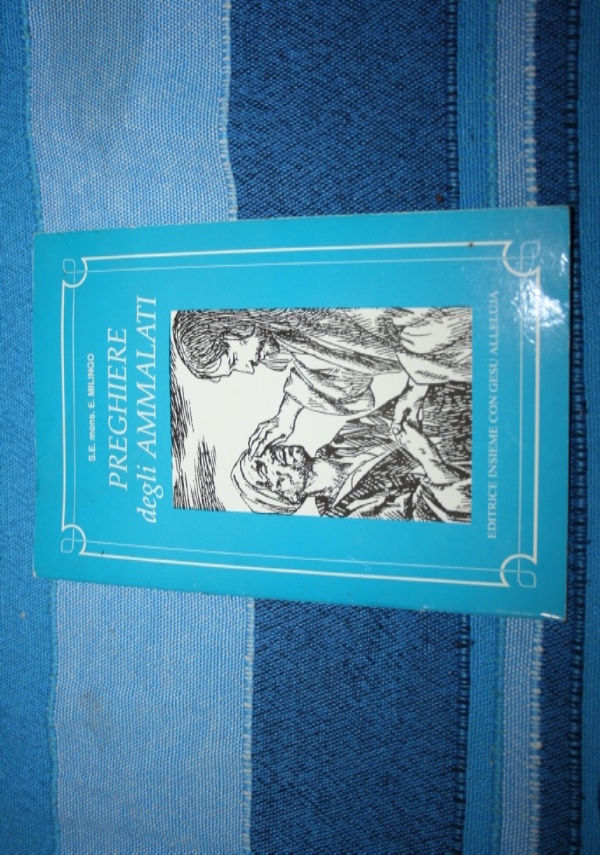 S.E. mons. E. MILINGO
PREGHIERE
degli AMMALATI
EDITRICE INSIEME CON GESU ALLELUJA